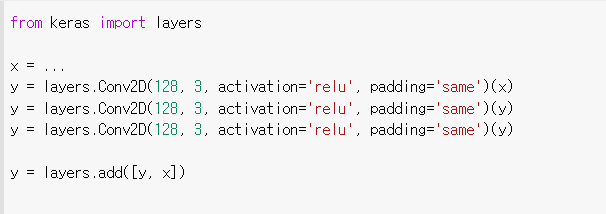 from keras import layers
x = ...
y = layers.Conv2D(128, 3, activation='relu', padding='same')(x)
y = layers.Conv2D(128, 3, activation='relu', padding='same')(y)
y = layers.Conv2D(128, 3, activation='relu', padding='same')(y)
y = layers.add([y, x])